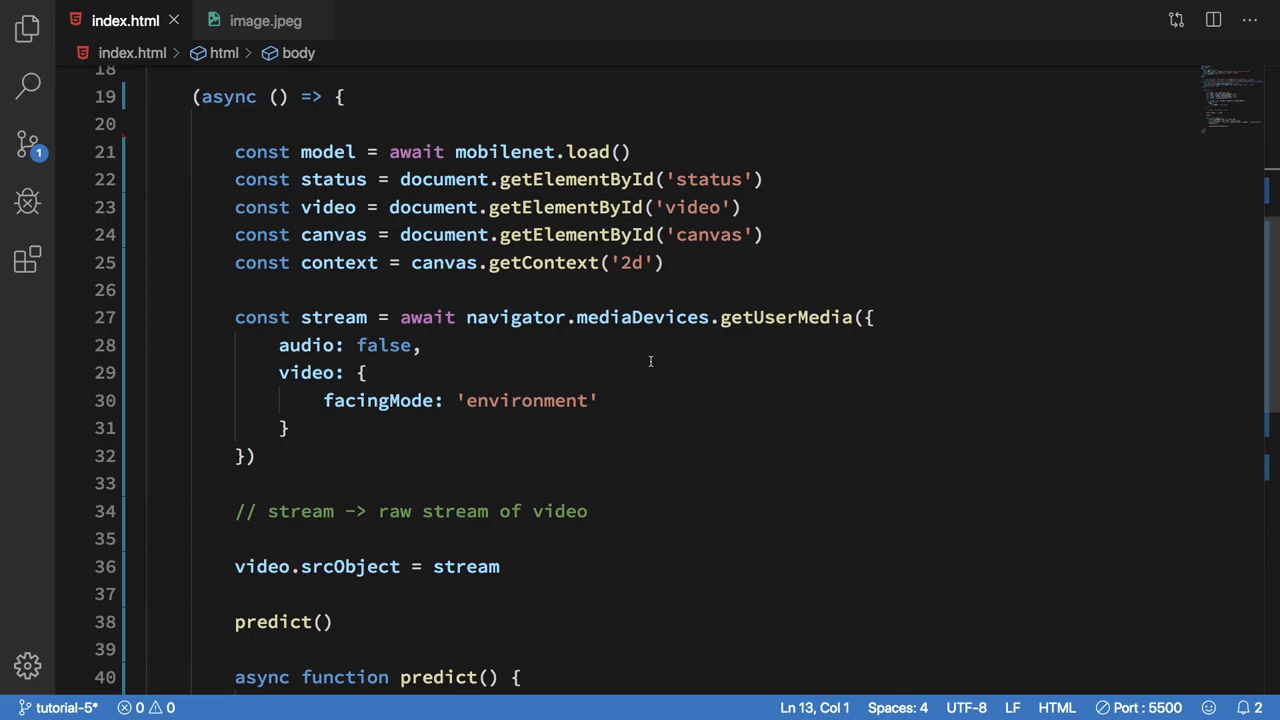 index.html
image.jpeg
index.html > html > body
18
19 (async () => {
20
21 const model = await mobilenet.load()
22 const status = document.getElementById('status')
23 const video = document.getElementById('video')
24 const canvas = document.getElementById('canvas')
25 const context = canvas.getContext('2d')
26
27 const stream = await navigator.mediaDevices.getUserMedia({
28 audio: false,
29 video: {
30 facingMode: 'environment'
31 }
32 })
33
34 // stream -> raw stream of video
35
36 video.srcObject = stream
37
38 predict()
39
40 async function predict() {
1
tutorial-5* 0 0 Ln 13, Col 1 Spaces: 4 UTF-8 LF HTML Port : 5500 2